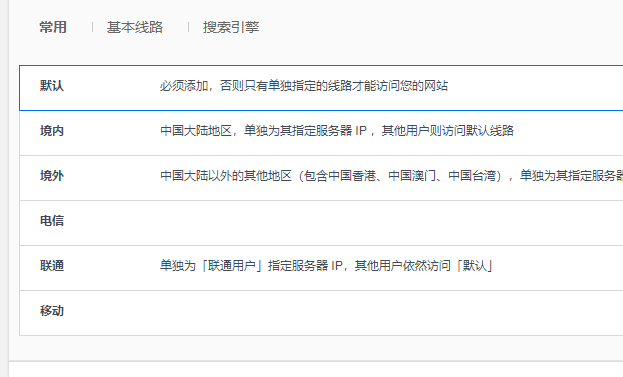 常用 基本线路 搜索引擎
默认 必须添加，否则只有单独指定的线路才能访问您的网站
境内 中国大陆地区，单独为其指定服务器 IP ，其他用户则访问默认线路
境外 中国大陆以外的其他地区（包含中国香港、中国澳门、中国台湾），单独为其指定服务器
电信
联通 单独为「联通用户」指定服务器 IP，其他用户依然访问「默认」
移动